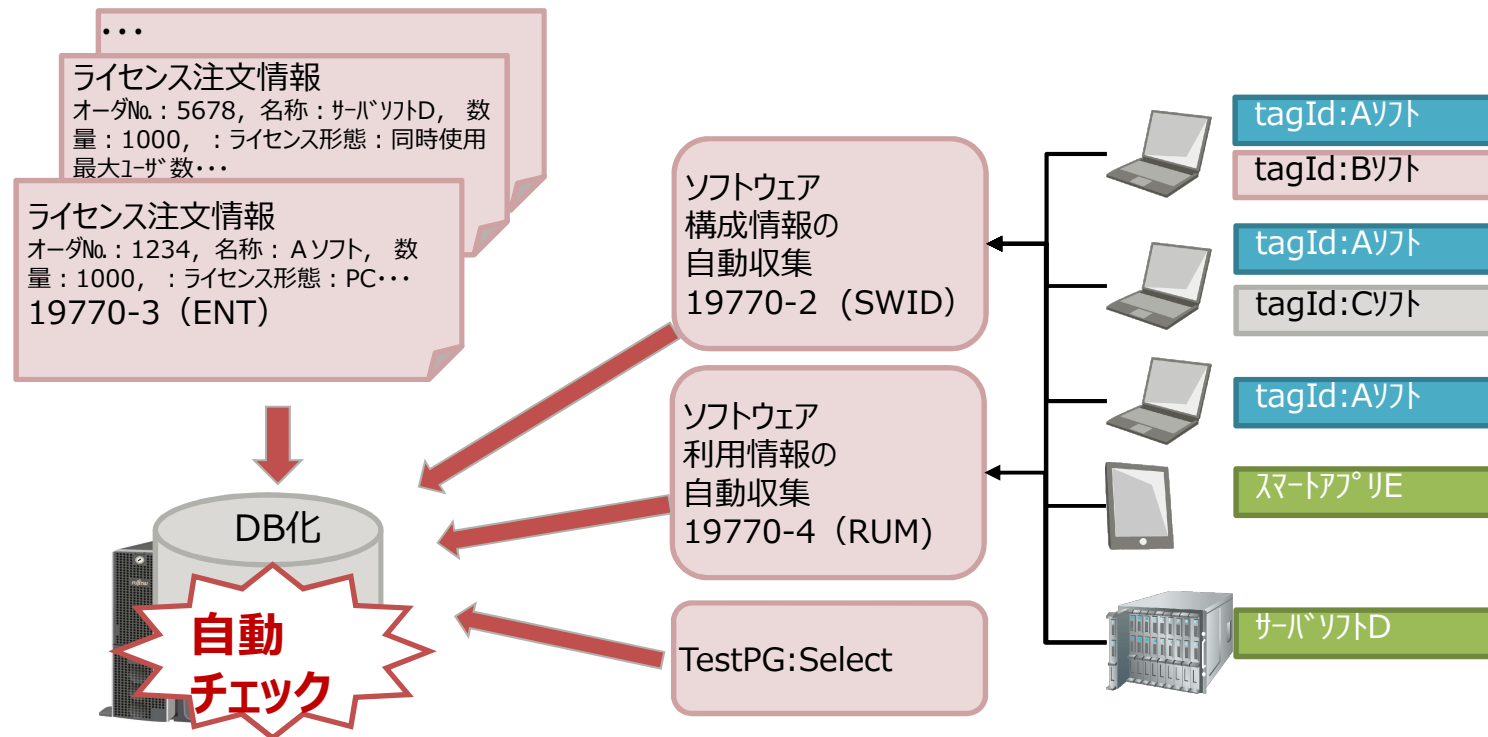 ・・・
ライセンス注文情報
オーダ№：5678，名称：ｻｰﾊﾞｿﾌﾄD， 数
量：1000， ：ライセンス形態：同時使用
最大ﾕｰｻﾞ数・・・
ライセンス注文情報
オーダ№：1234，名称：Ａソフト， 数
量：1000， ：ライセンス形態：PC・・・
19770-3（ENT）
DB化
自動
チェック
ソフトウェア
構成情報の
自動収集
19770-2 (SWID）
ソフトウェア
利用情報の
自動収集
19770-4（RUM)
TestPG:Select
tagId:Aｿﾌﾄ
tagId:Bｿﾌﾄ
tagId:Aｿﾌﾄ
tagId:Cｿﾌﾄ
tagId:Aｿﾌﾄ
ｽﾏｰﾄｱﾌﾟﾘE
ｻｰﾊﾞｿﾌﾄD